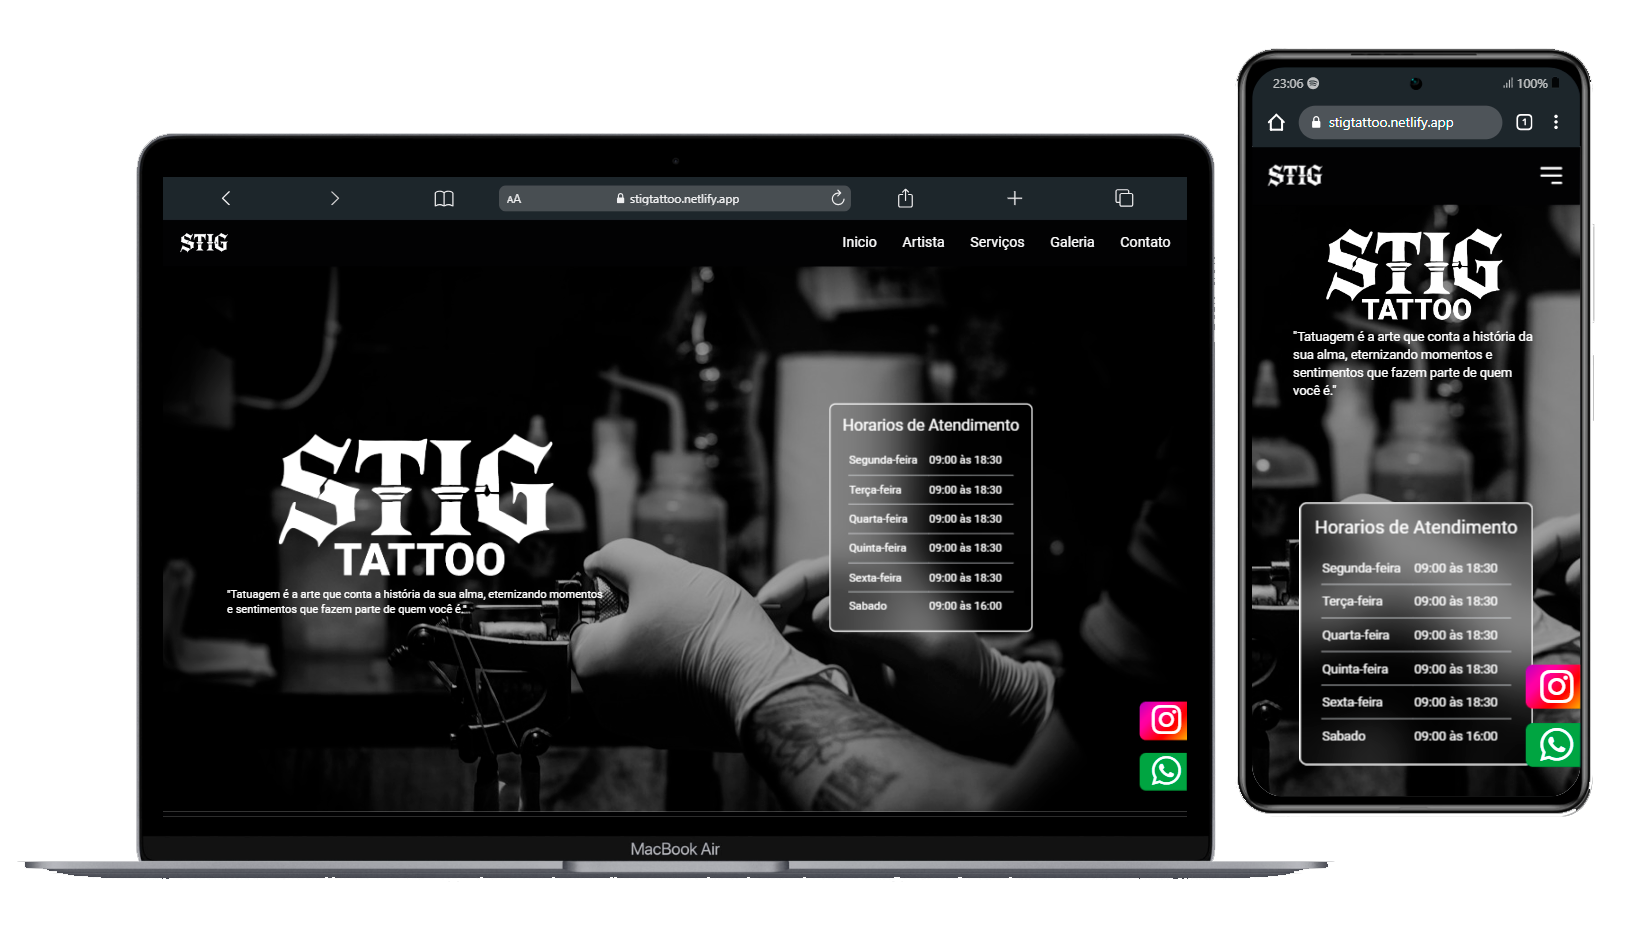 AA
stigtattoo.netlify.app
STIG
Inicio Artista Serviços Galeria Contato
STIG
TATTOO
"Tatuagem é a arte que conta a história da sua alma, eternizando momentos
e sentimentos que fazem parte de quem você é."
Horarios de Atendimento
Segunda-feira 09:00 às 18:30
Terça-feira 09:00 às 18:30
Quarta-feira 09:00 às 18:30
Quinta-feira 09:00 às 18:30
Sexta-feira 09:00 às 18:30
Sabado 09:00 às 16:00
MacBook Air
23:06 100%
stigtattoo.netlify.app 1
STIG
STIG
TATTOO
"Tatuagem é a arte que conta a história da
sua alma, eternizando momentos e
sentimentos que fazem parte de quem
você é."
Horarios de Atendimento
Segunda-feira 09:00 às 18:30
Terça-feira 09:00 às 18:30
Quarta-feira 09:00 às 18:30
Quinta-feira 09:00 às 18:30
Sexta-feira 09:00 às 18:30
Sabado 09:00 às 16:00